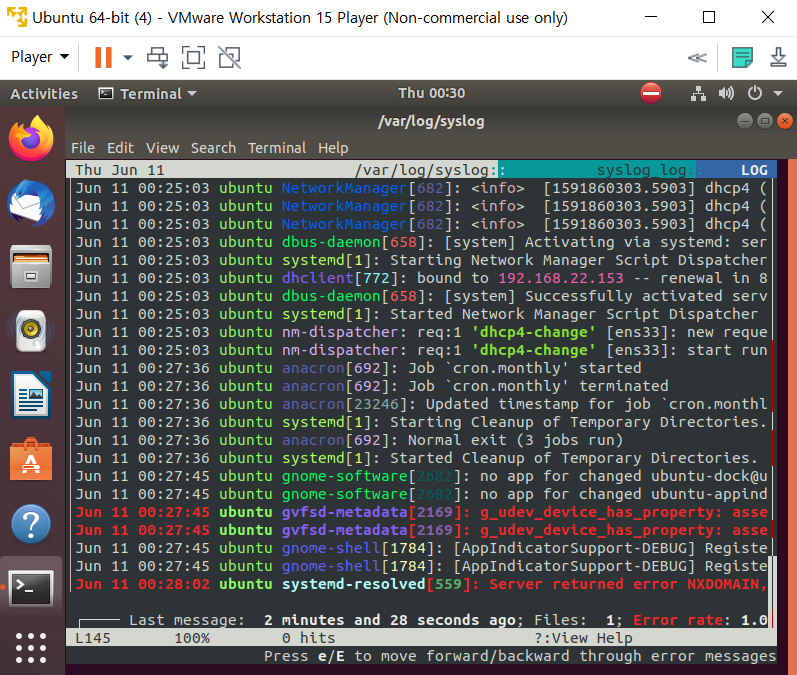 Ubuntu 64-bit (4) - VMware Workstation 15 Player (Non-commercial use only)
Player
Activities Terminal Thu 00:30
/var/log/syslog
File Edit View Search Terminal Help
Thu Jun 11 /var/log/syslog: syslog_log: LOG
Jun 11 00:25:03 ubuntu NetworkManager[682]: <info> [1591860303.5903] dhcp4 (
Jun 11 00:25:03 ubuntu NetworkManager[682]: <info> [1591860303.5903] dhcp4 (
Jun 11 00:25:03 ubuntu NetworkManager[682]: <info> [1591860303.5903] dhcp4 (
Jun 11 00:25:03 ubuntu dbus-daemon[658]: [system] Activating via systemd: ser
Jun 11 00:25:03 ubuntu systemd[1]: Starting Network Manager Script Dispatcher
Jun 11 00:25:03 ubuntu dhclient[772]: bound to 192.168.22.153 -- renewal in 8
Jun 11 00:25:03 ubuntu dbus-daemon[658]: [system] Successfully activated serv
Jun 11 00:25:03 ubuntu systemd[1]: Started Network Manager Script Dispatcher
Jun 11 00:25:03 ubuntu nm-dispatcher: req:1 'dhcp4-change' [ens33]: new reque
Jun 11 00:25:03 ubuntu nm-dispatcher: req:1 'dhcp4-change' [ens33]: start run
Jun 11 00:27:36 ubuntu anacron[692]: Job `cron.monthly' started
Jun 11 00:27:36 ubuntu anacron[692]: Job `cron.monthly' terminated
Jun 11 00:27:36 ubuntu anacron[23246]: Updated timestamp for job `cron.monthl
Jun 11 00:27:36 ubuntu systemd[1]: Starting Cleanup of Temporary Directories.
Jun 11 00:27:36 ubuntu anacron[692]: Normal exit (3 jobs run)
Jun 11 00:27:36 ubuntu systemd[1]: Started Cleanup of Temporary Directories.
Jun 11 00:27:45 ubuntu gnome-software[2682]: no app for changed ubuntu-dock@u
Jun 11 00:27:45 ubuntu gnome-software[2682]: no app for changed ubuntu-appind
Jun 11 00:27:45 ubuntu gvfsd-metadata[2169]: g_udev_device_has_property: asse
Jun 11 00:27:45 ubuntu gvfsd-metadata[2169]: g_udev_device_has_property: asse
Jun 11 00:27:45 ubuntu gnome-shell[1784]: [AppIndicatorSupport-DEBUG] Registe
Jun 11 00:27:45 ubuntu gnome-shell[1784]: [AppIndicatorSupport-DEBUG] Registe
Jun 11 00:28:02 ubuntu systemd-resolved[559]: Server returned error NXDOMAIN,
Last message: 2 minutes and 28 seconds ago; Files: 1; Error rate: 1.0
L145 100% 0 hits ?:View Help
Press e/E to move forward/backward through error messages